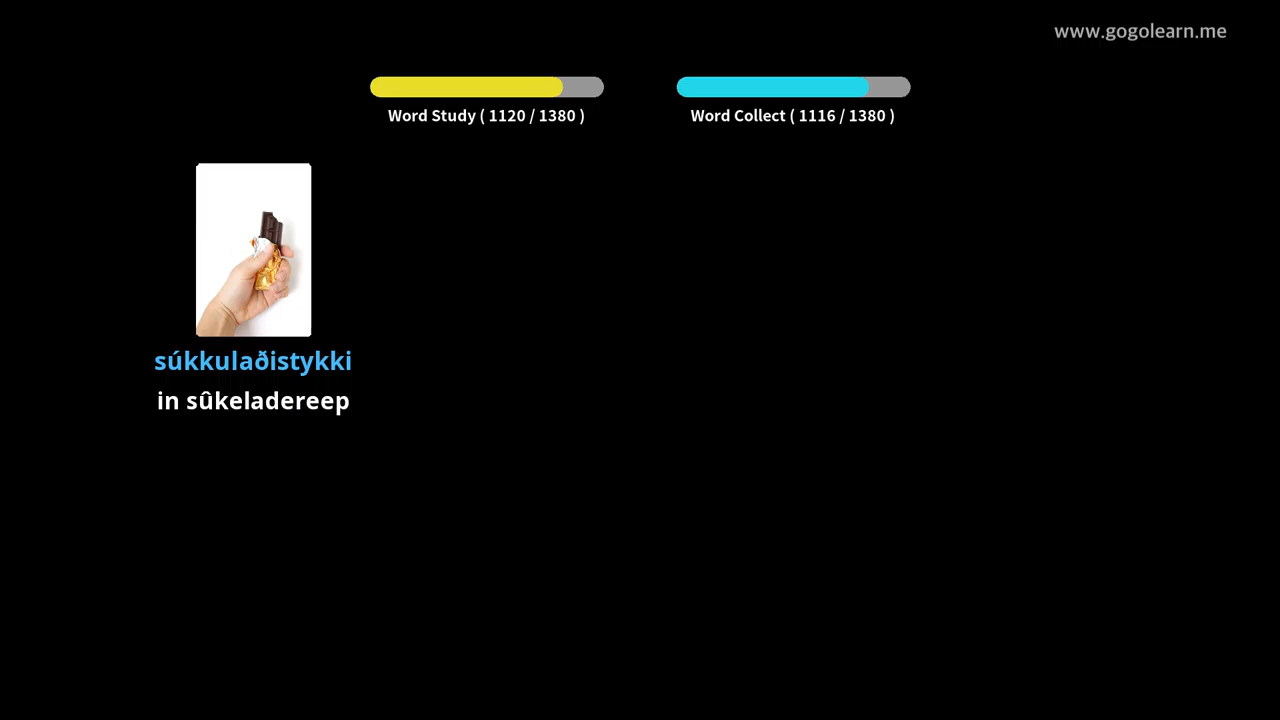 www.gogolearn.me
Word Study ( 1120 / 1380 )
Word Collect ( 1116 / 1380 )
súkkulaðistykki
in sûkeladereep